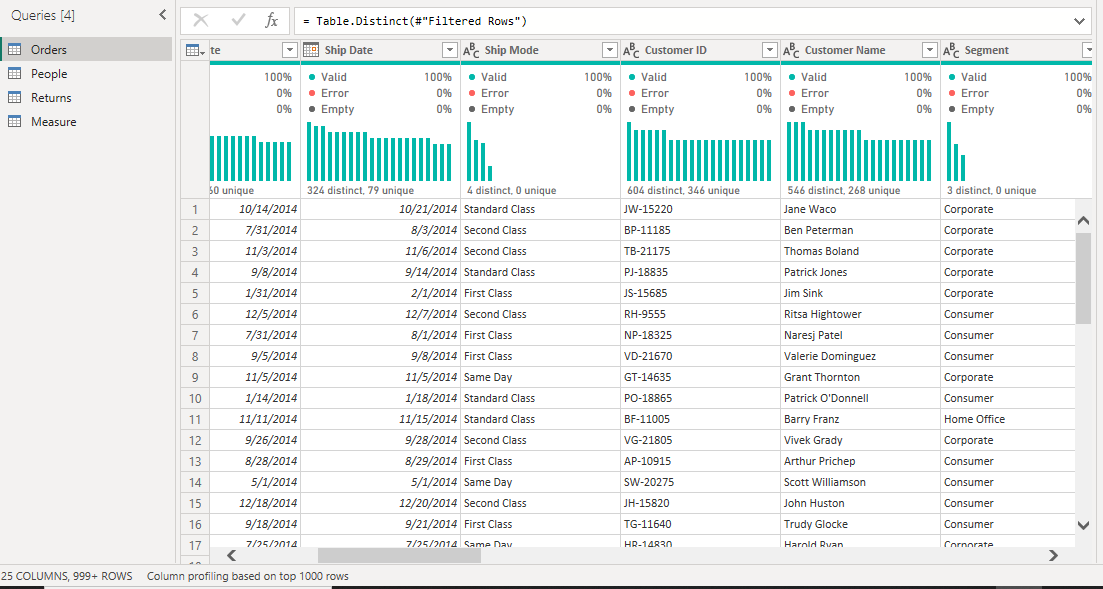 Queries [4]
Orders
People
Returns
Measure
fx
= Table.Distinct(#"Filtered Rows")
te Ship Date ABC Ship Mode ABC Customer ID ABC Customer Name ABC Segment
100% Valid 100% Valid 100% Valid 100% Valid 100% Valid 100%
0% Error 0% Error 0% Error 0% Error 0% Error 0%
0% Empty 0% Empty 0% Empty 0% Empty 0% Empty 0%
60 unique 324 distinct, 79 unique 4 distinct, 0 unique 604 distinct, 346 unique 546 distinct, 268 unique 3 distinct, 0 unique
1 10/14/2014 10/21/2014 Standard Class JW-15220 Jane Waco Corporate
2 7/31/2014 8/3/2014 Second Class BP-11185 Ben Peterman Corporate
3 11/3/2014 11/6/2014 Second Class TB-21175 Thomas Boland Corporate
4 9/8/2014 9/14/2014 Standard Class PJ-18835 Patrick Jones Corporate
5 1/31/2014 2/1/2014 First Class JS-15685 Jim Sink Corporate
6 12/5/2014 12/7/2014 Second Class RH-9555 Ritsa Hightower Consumer
7 7/31/2014 8/1/2014 First Class NP-18325 Naresj Patel Consumer
8 9/5/2014 9/8/2014 First Class VD-21670 Valerie Dominguez Consumer
9 11/5/2014 11/5/2014 Same Day GT-14635 Grant Thornton Corporate
10 1/14/2014 1/18/2014 Standard Class PO-18865 Patrick O'Donnell Consumer
11 11/11/2014 11/15/2014 Standard Class BF-11005 Barry Franz Home Office
12 9/26/2014 9/28/2014 Second Class VG-21805 Vivek Grady Corporate
13 8/28/2014 8/29/2014 First Class AP-10915 Arthur Prichep Consumer
14 5/1/2014 5/1/2014 Same Day SW-20275 Scott Williamson Consumer
15 12/18/2014 12/20/2014 Second Class JH-15820 John Huston Consumer
16 9/18/2014 9/21/2014 First Class TG-11640 Trudy Glocke Consumer
17 7/25/2014 7/25/2014 Same Day HR-14830 Harold Ryan Corporate
25 COLUMNS, 999+ ROWS Column profiling based on top 1000 rows